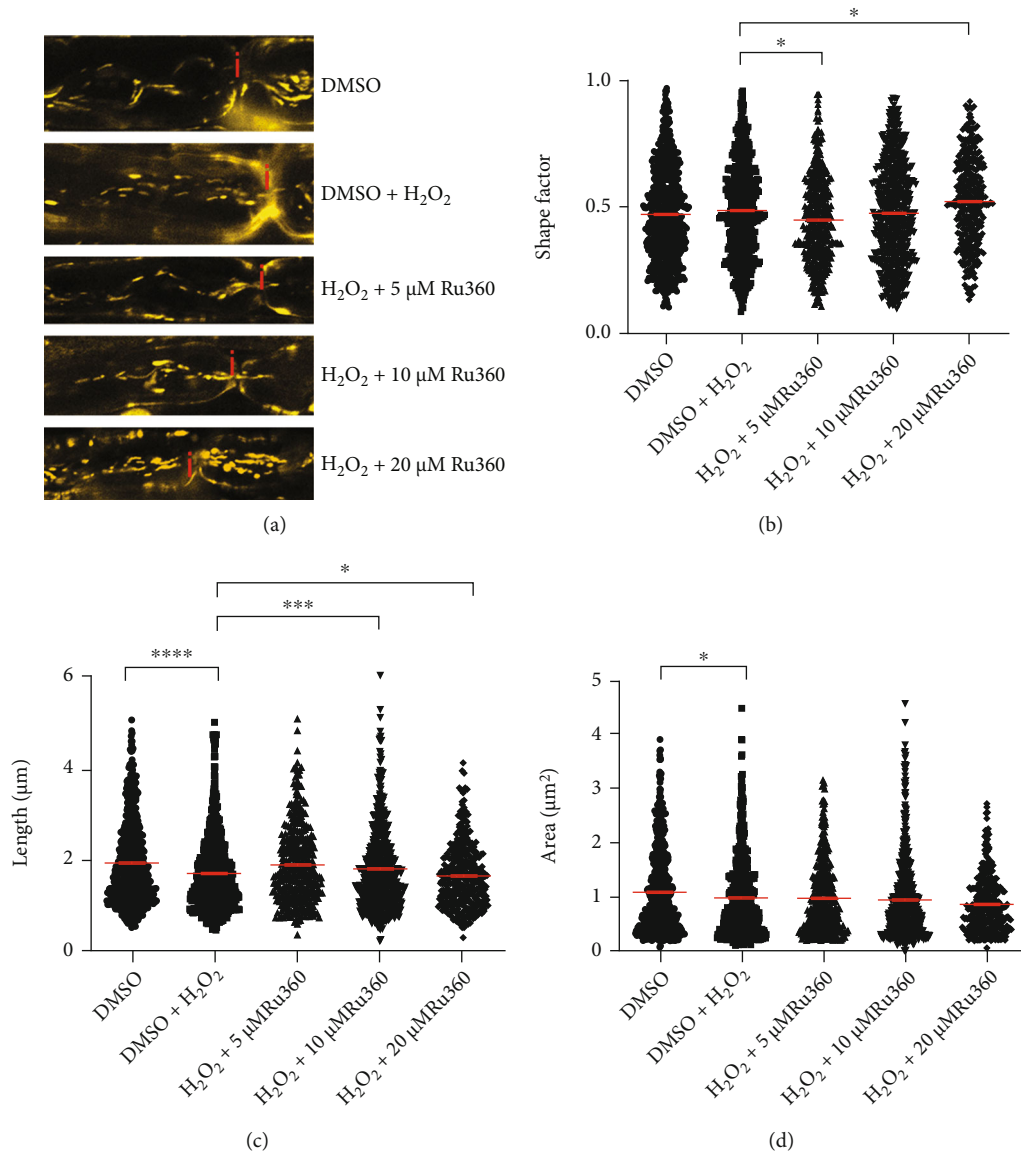 i
DMSO
i
DMSO + H₂O₂
i
H₂O₂ + 5 μM Ru360
i
H₂O₂ + 10 μM Ru360
i
H₂O₂ + 20 μM Ru360
(a)
*
*
1.0
0.5
0.0
Shape factor
DMSO
DMSO + H₂O₂
H₂O₂ + 5 μMRu360
H₂O₂ + 10 μMRu360
H₂O₂ + 20 μMRu360
(b)
*
***
****
6
4
2
0
Length (μm)
DMSO
DMSO + H₂O₂
H₂O₂ + 5 μMRu360
H₂O₂ + 10 μMRu360
H₂O₂ + 20 μMRu360
(c)
*
5
4
3
2
1
0
Area (μm²)
DMSO
DMSO + H₂O₂
H₂O₂ + 5 μMRu360
H₂O₂ + 10 μMRu360
H₂O₂ + 20 μMRu360
(d)